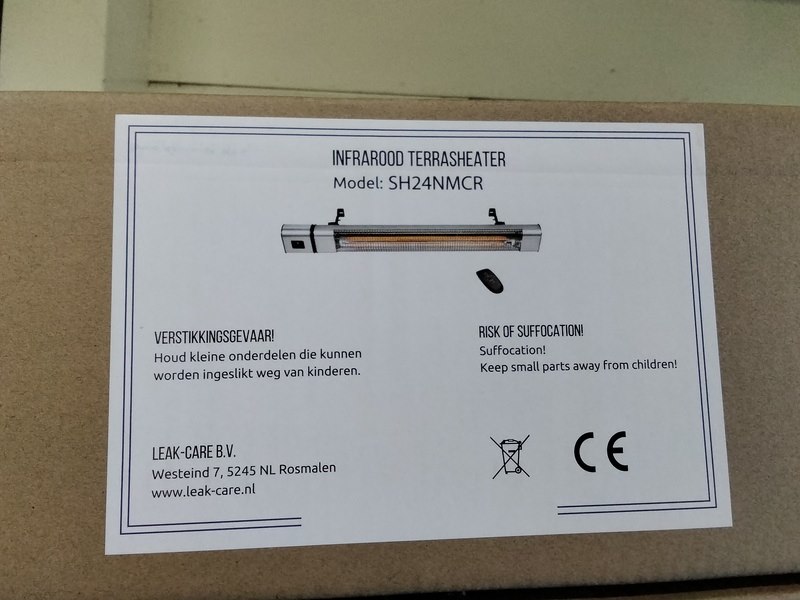 INFRAROOD TERRASHEATER
Model: SH24NMCR
VERSTIKKINGSGEVAAR!
Houd kleine onderdelen die kunnen
worden ingeslikt weg van kinderen.
RISK OF SUFFOCATION!
Suffocation!
Keep small parts away from children!
LEAK-CARE B.V.
Westeind 7, 5245 NL Rosmalen
www.leak-care.nl
CE